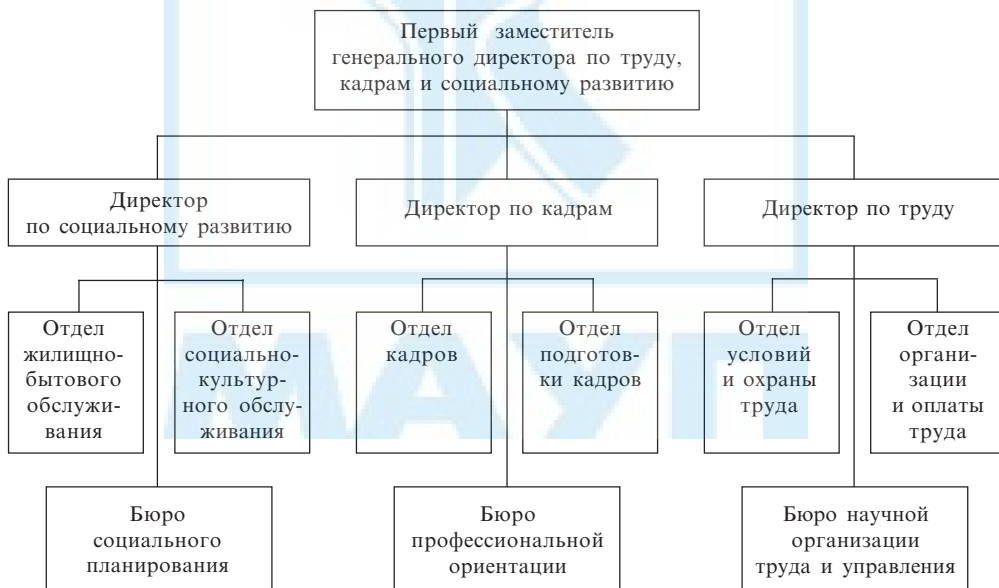 Первый заместитель
генерального директора по труду,
кадрам и социальному развитию
Директор
по социальному развитию
Директор по кадрам
Директор по труду
Отдел
жилищно-
бытового
обслужи-
вания
Отдел
социально-
культур-
ного обслу-
живания
Отдел
кадров
Отдел
подготов-
ки кадров
Отдел
условий
и охраны
труда
Отдел
органи-
зации
и оплаты
труда
МАУП
Бюро
социального
планирования
Бюро
профессиональной
ориентации
Бюро научной
организации
труда и управления